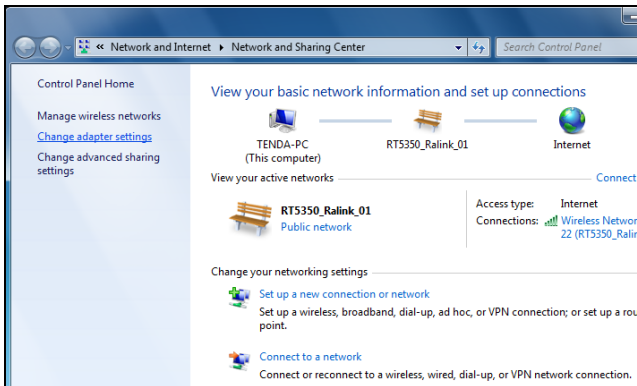 « Network and Internet ▸ Network and Sharing Center
Search Control Panel
Control Panel Home
Manage wireless networks
Change adapter settings
Change advanced sharing
settings
View your basic network information and set up connections
TENDA-PC
(This computer)
RT5350_Ralink_01
Internet
View your active networks
Connect
RT5350_Ralink_01
Public network
Access type: Internet
Connections: Wireless Networ
22 (RT5350_Ralin
Change your networking settings
Set up a new connection or network
Set up a wireless, broadband, dial-up, ad hoc, or VPN connection; or set up a rou
point.
Connect to a network
Connect or reconnect to a wireless, wired, dial-up, or VPN network connection.